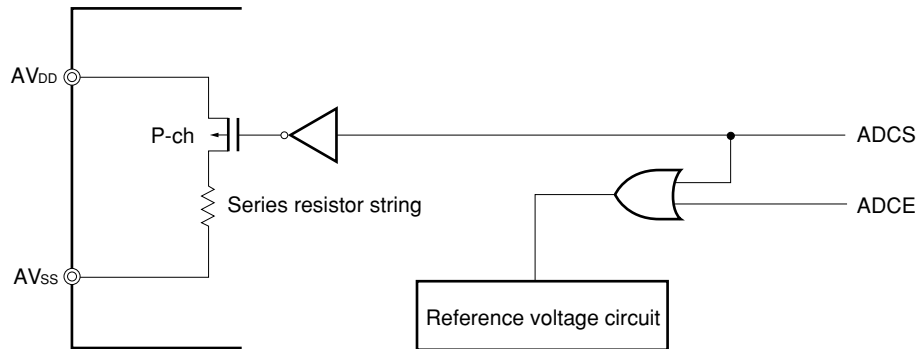 AVDD
P-ch
ADCS
Series resistor string
ADCE
AVSS
Reference voltage circuit